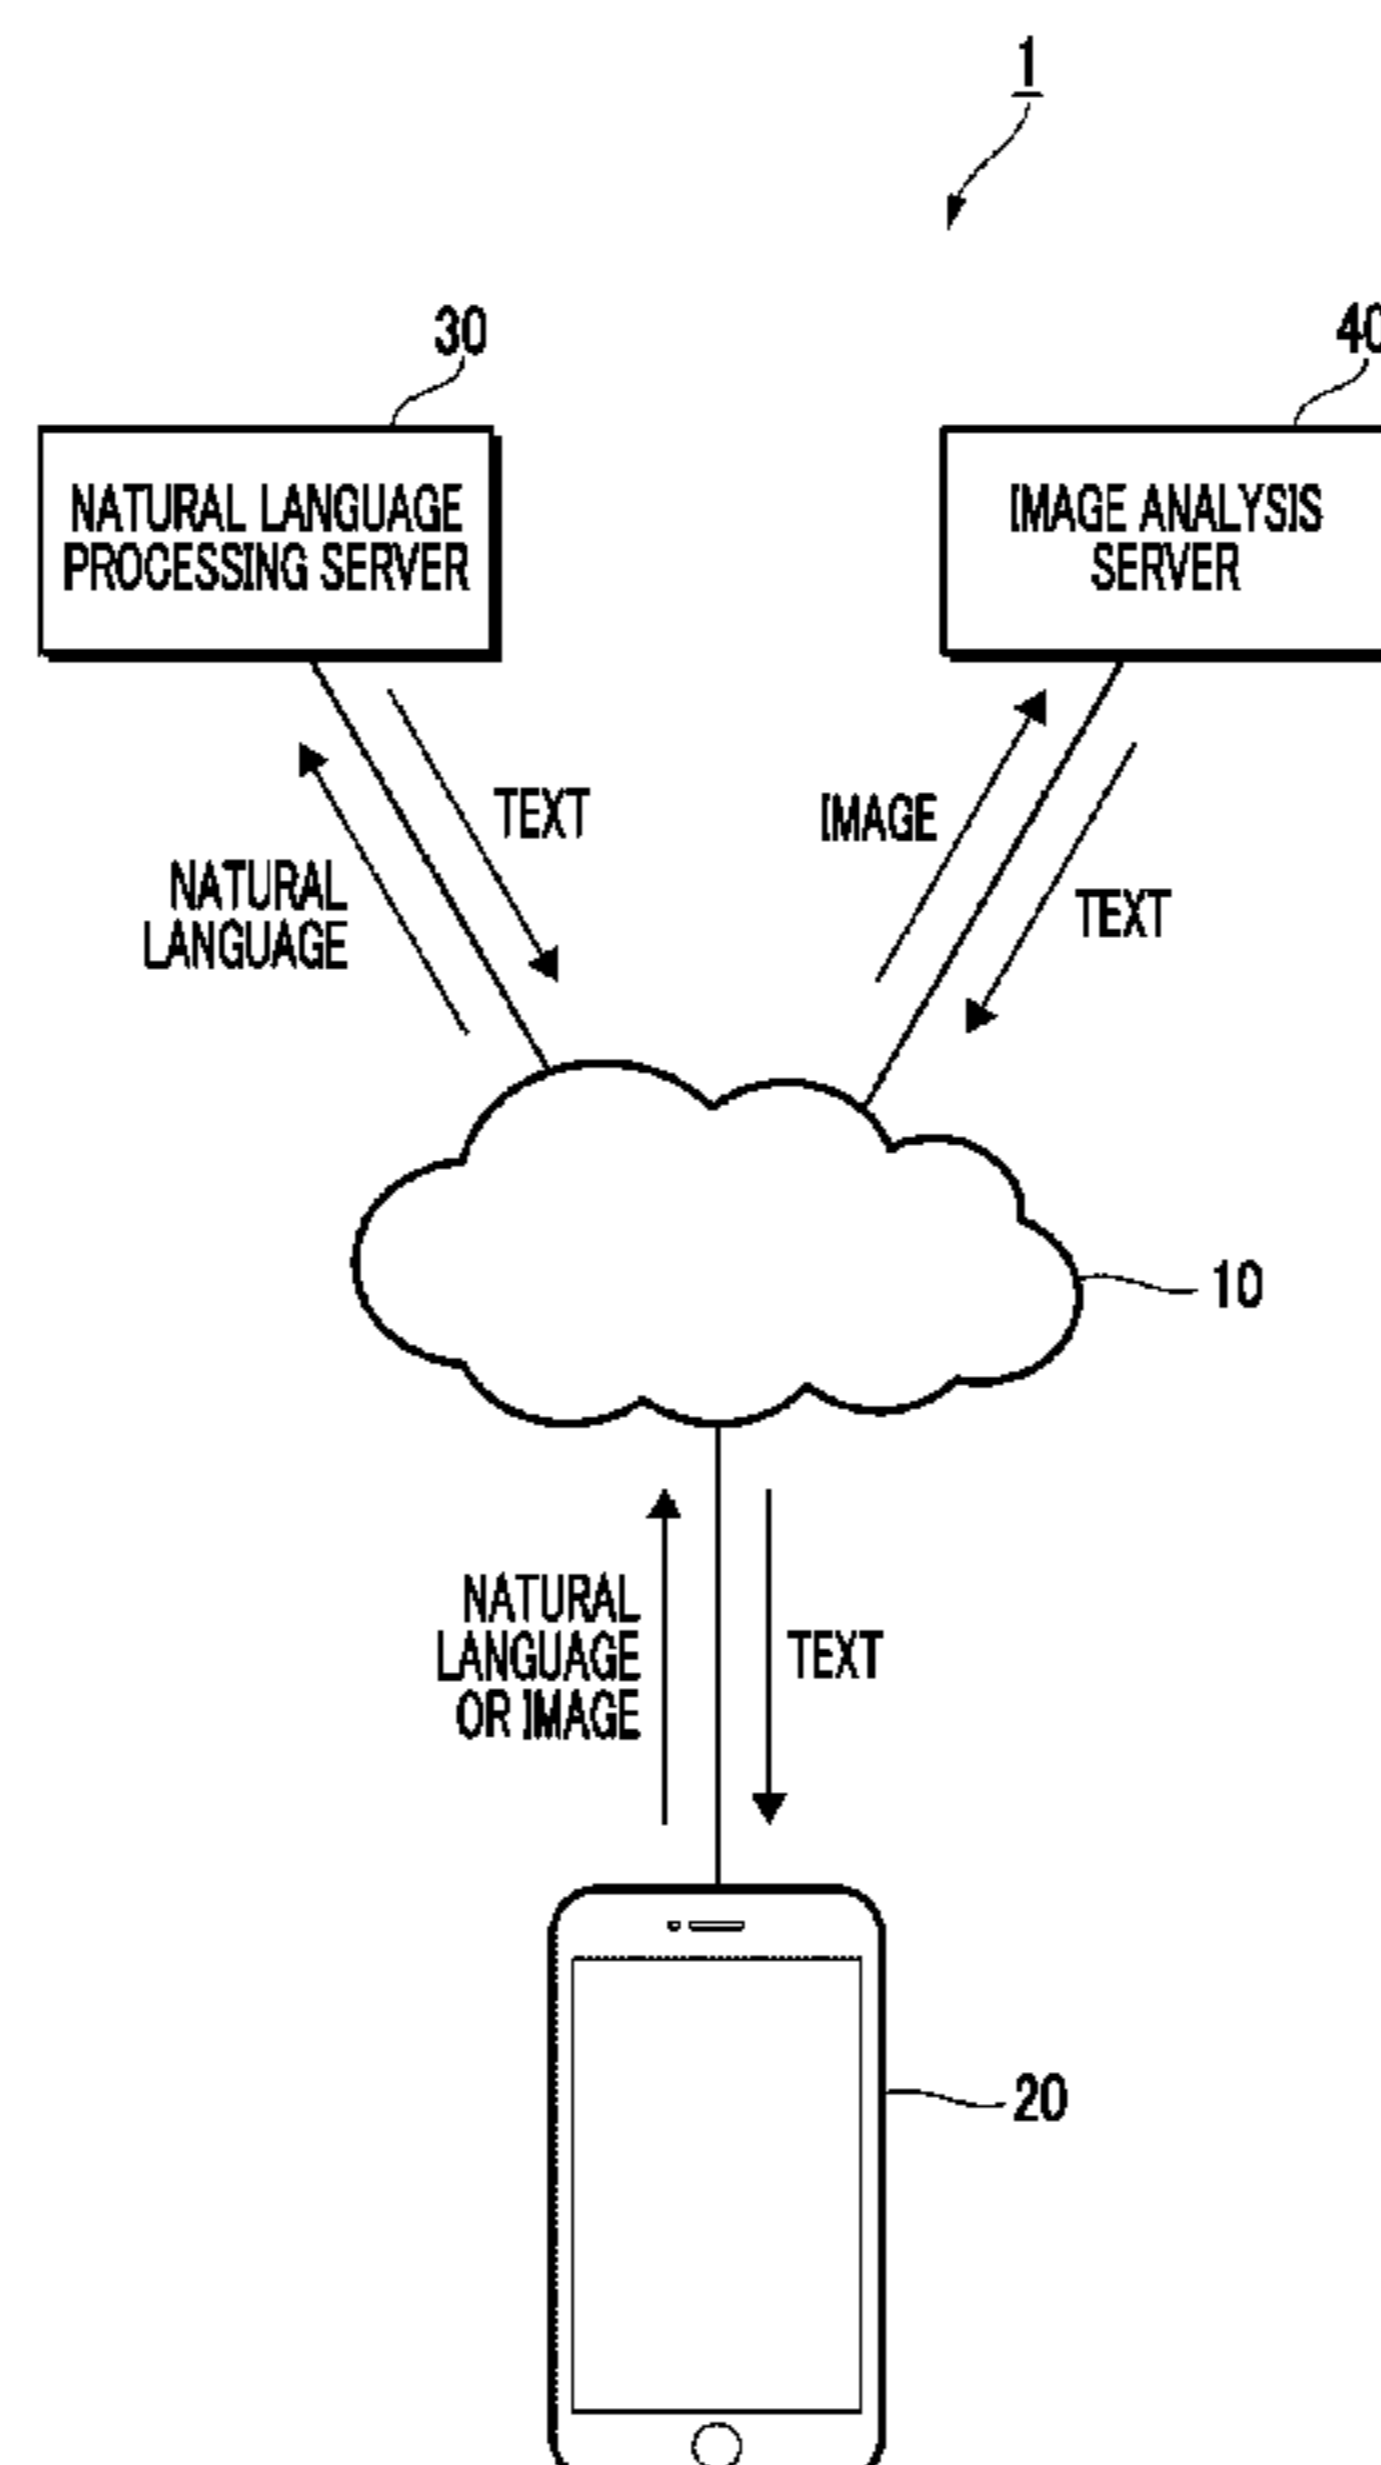 1
30
40
NATURAL LANGUAGE
PROCESSING SERVER
IMAGE ANALYSIS
SERVER
TEXT
IMAGE
NATURAL
LANGUAGE
TEXT
10
NATURAL
LANGUAGE
OR IMAGE
TEXT
20